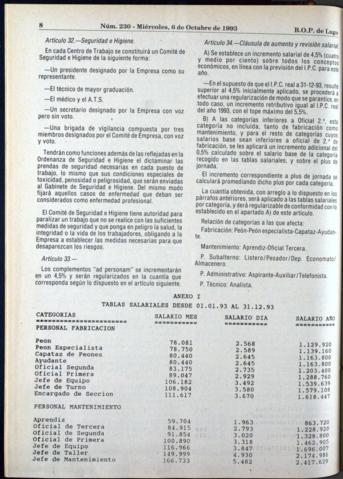 8 Núm. 230 - Miércoles, 6 de Octubre de 1993 B.O.P. de Lugo
Artículo 32.—Seguridad e Higiene.
En cada Centro de Trabajo se constituirá un Comité de
Seguridad e Higiene de la siguiente forma:
—Un presidente designado por la Empresa como su
representante.
—El técnico de mayor graduación.
—El médico y el A.T.S.
—Un secretario designado por la Empresa con voz
pero sin voto.
—Una brigada de vigilancia compuesta por tres
miembros designados por el Comité de Empresa, con voz
y voto.
Tendrán como funciones además de las reflejadas en la
Ordenanza de Seguridad e Higiene el dictaminar las
prendas de seguridad necesarias en cada puesto de
trabajo, lo mismo que sus condiciones especiales de
toxicidad, penosidad o peligrosidad, que serán enviadas
al Gabinete de Seguridad e Higiene. Del mismo modo
fijará aquellos casos de enfermedad que deban ser
considerados como enfermedad profesional.
El Comité de Seguridad e Higiene tiene autoridad para
paralizar un trabajo que no se realice con las suficientes
medidas de seguridad y que ponga en peligro la salud, la
integridad o la vida de los trabajadores, obligando a la
Empresa a establecer las medidas necesarias para que
desaparezcan los riesgos.
Artículo 33.—
Los complementos "ad personam" se incrementarán
en un 4,5% y serán regularizados en la cuantía que
corresponda según lo dispuesto en el artículo siguiente.
Artículo 34.—Cláusula de aumento y revisión salarial
A) Se establece un incremento salarial de 4,5% (cuatro
y medio por ciento) sobre todos los conceptos
económicos, en línea con la previsión del I.P.C. para este
año.
—En el supuesto de que el I.P.C. real a 31-12-93, resulte
superior al 4,5% inicialmente aplicado, se procederá a
efectuar una regularización de modo que se garantice, en
todo caso, un incremento retributivo igual al I.P.C. real
del año 1993, con el tope máximo del 5,5%.
B) A las categorías inferiores a Oficial 2.ª, esta
categoría no incluida, tanto de fabricación como
mantenimiento, y para el resto de categorías cuyos
salarios base sean inferiores a oficial de 2.ª de
fabricación, se les aplicará un incremento adicional de
0,5% calculado sobre el salario base de la categoría
recogido en las tablas salariales, y sobre el plus de
jornada.
El incremento correspondiente a plus de jornada se
calculará promediando dicho plus por cada categoría.
La cuantía obtenida, con arreglo a lo dispuesto en los
párrafos anteriores, será aplicado a las tablas salariales
por categoría, y será regularizable de conformidad con lo
establecido en el apartado A) de este artículo.
Relación de categorías a las que afecta:
Fabricación: Peón-Peón especialista-Capataz-Ayudan-
te.
Mantenimiento: Aprendiz-Oficial Tercera.
P. Subalterno: Listero/Pesador/Dep. Economato/
Almacenero.
P. Administrativo: Aspirante-Auxiliar/Telefonista.
P. Técnico: Analista.
ANEXO I
TABLAS SALARIALES DESDE 01.01.93 AL 31.12.93
CATEGORIAS SALARIO MES SALARIO DIA SALARIO AÑO
PERSONAL FABRICACION
Peon 78.081 2.568 1.129.920
Peon Especialista 78.750 2.589 1.139.160
Capataz de Peones 80.440 2.645 1.163.800
Ayudante 80.440 2.645 1.163.800
Oficial Segunda 83.175 2.735 1.203.400
Oficial Primera 89.047 2.929 1.288.760
Jefe de Equipo 106.182 3.492 1.539.639
Jefe de Turno 108.904 3.580 1.579.108
Encargado de Seccion 111.617 3.670 1.618.447
PERSONAL MANTENIMIENTO
Aprendiz 59.704 1.963 863.720
Oficial de Tercera 84.915 2.793 1.228.920
Oficial de Segunda 91.854 3.020 1.328.800
Oficial de Primera 100.890 3.318 1.462.905
Jefe de Equipo 116.966 3.847 1.696.007
Jefe de Taller 149.999 4.930 2.174.985
Jefe de Mantenimiento 166.733 5.482 2.417.629